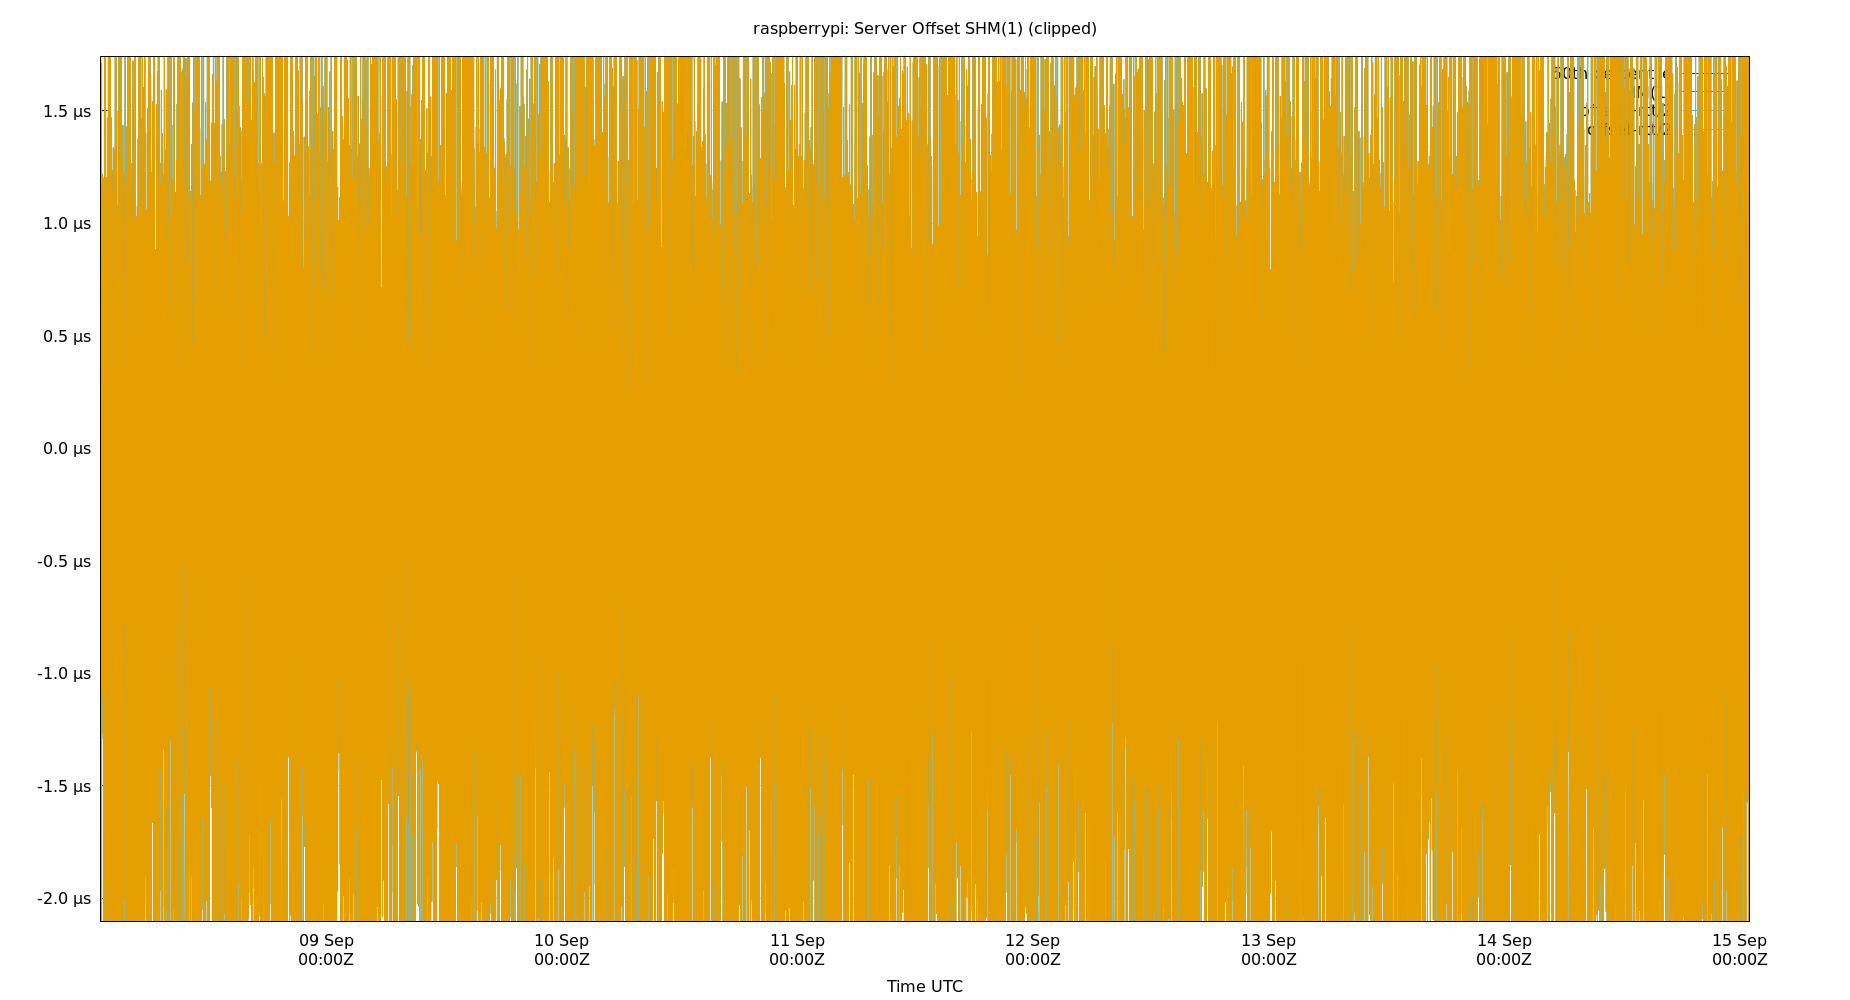 raspberrypi: Server Offset SHM(1) (clipped)
1.5 µs
1.0 µs
0.5 µs
0.0 µs
-0.5 µs
-1.0 µs
-1.5 µs
-2.0 µs
09 Sep 10 Sep 11 Sep 12 Sep 13 Sep 14 Sep 15 Sep
00:00Z 00:00Z 00:00Z 00:00Z 00:00Z 00:00Z 00:00Z
Time UTC